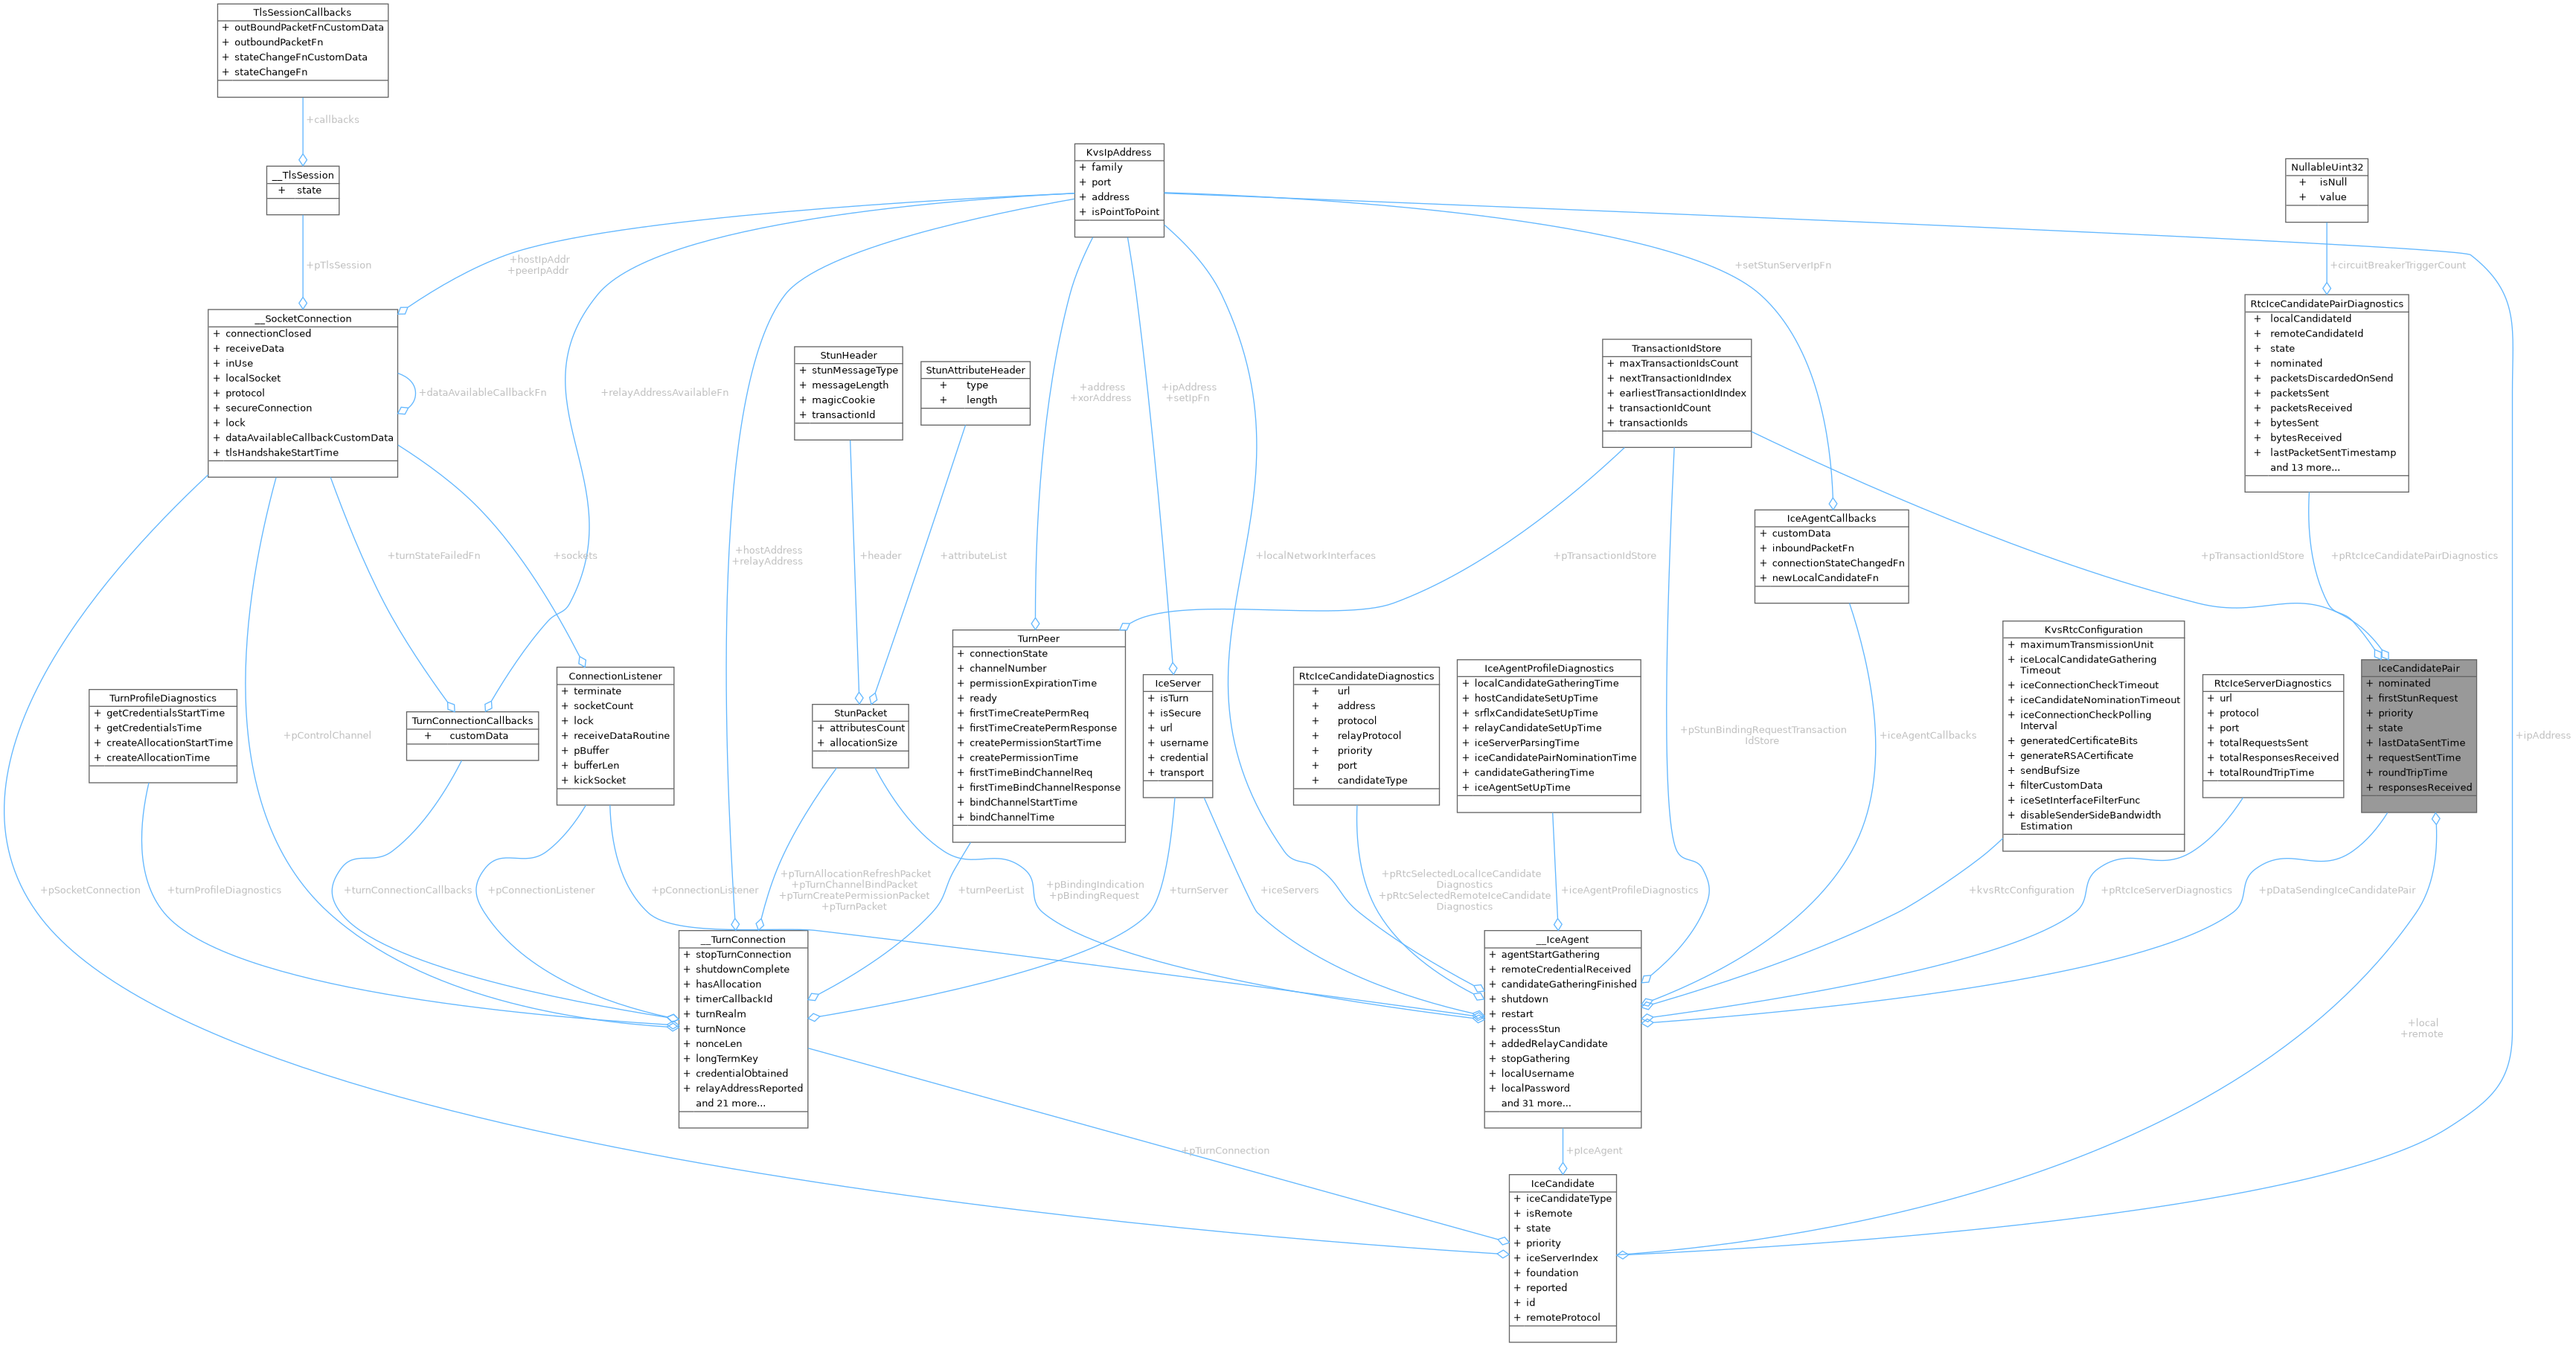 TlsSessionCallbacks
+ outBoundPacketFnCustomData
+ outboundPacketFn
+ stateChangeFnCustomData
+ stateChangeFn
+callbacks
__TlsSession
+ state
+pTlsSession
KvsIpAddress
+ family
+ port
+ address
+ isPointToPoint
NullableUint32
+ isNull
+ value
+hostIpAddr
+peerIpAddr
+setStunServerIpFn
+circuitBreakerTriggerCount
__SocketConnection
+ connectionClosed
+ receiveData
+ inUse
+ localSocket
+ protocol
+ secureConnection
+ lock
+ dataAvailableCallbackCustomData
+ tlsHandshakeStartTime
+dataAvailableCallbackFn
+relayAddressAvailableFn
StunHeader
+ stunMessageType
+ messageLength
+ magicCookie
+ transactionId
StunAttributeHeader
+ type
+ length
+address
+xorAddress
+ipAddress
+setIpFn
TransactionIdStore
+ maxTransactionIdsCount
+ nextTransactionIdIndex
+ earliestTransactionIdIndex
+ transactionIdCount
+ transactionIds
RtcIceCandidatePairDiagnostics
+ localCandidateId
+ remoteCandidateId
+ state
+ nominated
+ packetsDiscardedOnSend
+ packetsSent
+ packetsReceived
+ bytesSent
+ bytesReceived
+ lastPacketSentTimestamp
and 13 more...
IceAgentCallbacks
+ customData
+ inboundPacketFn
+ connectionStateChangedFn
+ newLocalCandidateFn
+turnStateFailedFn
+sockets
+hostAddress
+relayAddress
+header
+attributeList
+localNetworkInterfaces
+pTransactionIdStore
+pTransactionIdStore
+pRtcIceCandidatePairDiagnostics
TurnProfileDiagnostics
+ getCredentialsStartTime
+ getCredentialsTime
+ createAllocationStartTime
+ createAllocationTime
+pControlChannel
TurnConnectionCallbacks
+ customData
ConnectionListener
+ terminate
+ socketCount
+ lock
+ receiveDataRoutine
+ pBuffer
+ bufferLen
+ kickSocket
StunPacket
+ attributesCount
+ allocationSize
TurnPeer
+ connectionState
+ channelNumber
+ permissionExpirationTime
+ ready
+ firstTimeCreatePermReq
+ firstTimeCreatePermResponse
+ createPermissionStartTime
+ createPermissionTime
+ firstTimeBindChannelReq
+ firstTimeBindChannelResponse
+ bindChannelStartTime
+ bindChannelTime
IceServer
+ isTurn
+ isSecure
+ url
+ username
+ credential
+ transport
RtcIceCandidateDiagnostics
+ url
+ address
+ protocol
+ relayProtocol
+ priority
+ port
+ candidateType
IceAgentProfileDiagnostics
+ localCandidateGatheringTime
+ hostCandidateSetUpTime
+ srflxCandidateSetUpTime
+ relayCandidateSetUpTime
+ iceServerParsingTime
+ iceCandidatePairNominationTime
+ candidateGatheringTime
+ iceAgentSetUpTime
+pStunBindingRequestTransaction
IdStore
+iceAgentCallbacks
KvsRtcConfiguration
+ maximumTransmissionUnit
+ iceLocalCandidateGathering
Timeout
+ iceConnectionCheckTimeout
+ iceCandidateNominationTimeout
+ iceConnectionCheckPolling
Interval
+ generatedCertificateBits
+ generateRSACertificate
+ sendBufSize
+ filterCustomData
+ iceSetInterfaceFilterFunc
+ disableSenderSideBandwidth
Estimation
RtcIceServerDiagnostics
+ url
+ protocol
+ port
+ totalRequestsSent
+ totalResponsesReceived
+ totalRoundTripTime
IceCandidatePair
+ nominated
+ firstStunRequest
+ priority
+ state
+ lastDataSentTime
+ requestSentTime
+ roundTripTime
+ responsesReceived
+ipAddress
+pSocketConnection
+turnProfileDiagnostics
+turnConnectionCallbacks
+pConnectionListener
+pConnectionListener
+pTurnAllocationRefreshPacket
+pTurnChannelBindPacket
+pTurnCreatePermissionPacket
+pTurnPacket
+turnPeerList
+pBindingIndication
+pBindingRequest
+turnServer
+iceServers
+pRtcSelectedLocalIceCandidate
Diagnostics
+pRtcSelectedRemoteIceCandidate
Diagnostics
+iceAgentProfileDiagnostics
+kvsRtcConfiguration
+pRtcIceServerDiagnostics
+pDataSendingIceCandidatePair
__TurnConnection
+ stopTurnConnection
+ shutdownComplete
+ hasAllocation
+ timerCallbackId
+ turnRealm
+ turnNonce
+ nonceLen
+ longTermKey
+ credentialObtained
+ relayAddressReported
and 21 more...
__IceAgent
+ agentStartGathering
+ remoteCredentialReceived
+ candidateGatheringFinished
+ shutdown
+ restart
+ processStun
+ addedRelayCandidate
+ stopGathering
+ localUsername
+ localPassword
and 31 more...
+local
+remote
+pTurnConnection
+pIceAgent
IceCandidate
+ iceCandidateType
+ isRemote
+ state
+ priority
+ iceServerIndex
+ foundation
+ reported
+ id
+ remoteProtocol